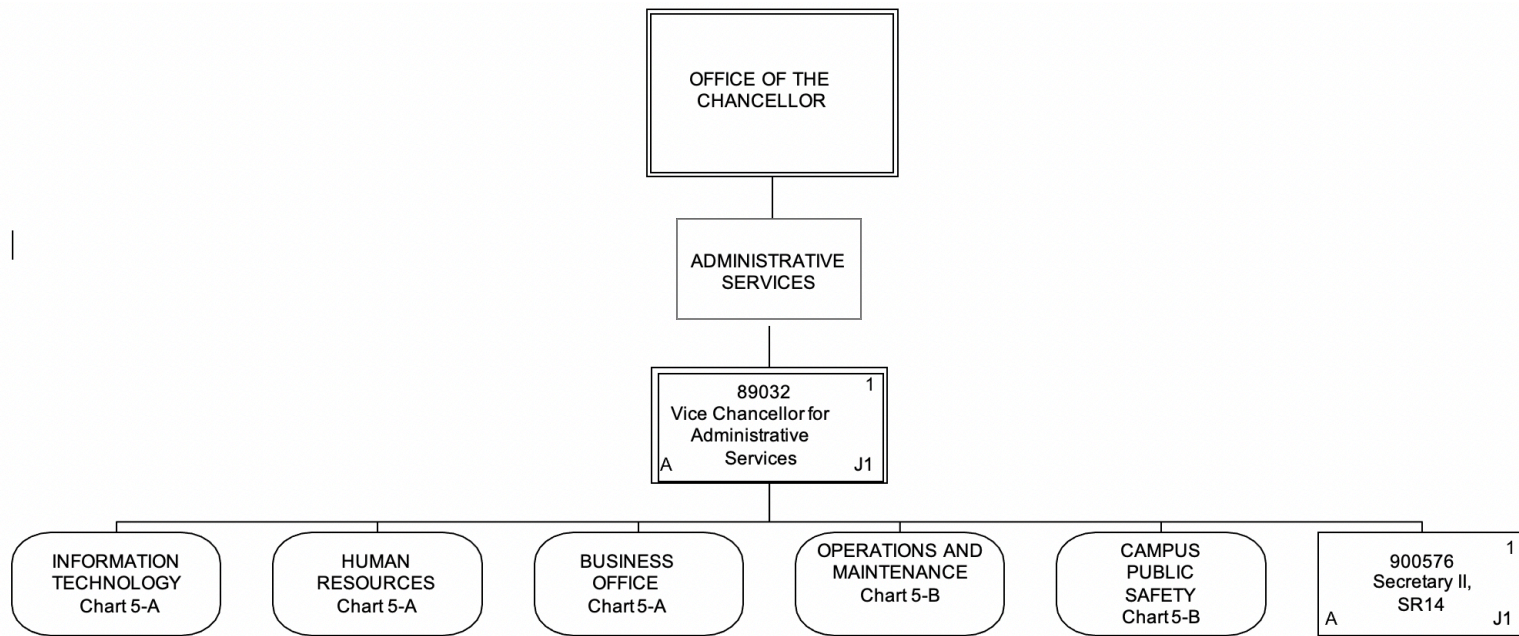 OFFICE OF THE
CHANCELLOR
ADMINISTRATIVE
SERVICES
89032 1
Vice Chancellor for
Administrative
A Services J1
INFORMATION
TECHNOLOGY
Chart 5-A
HUMAN
RESOURCES
Chart 5-A
BUSINESS
OFFICE
Chart 5-A
OPERATIONS AND
MAINTENANCE
Chart 5-B
CAMPUS
PUBLIC
SAFETY
Chart 5-B
1
900576
Secretary II,
SR14
A J1